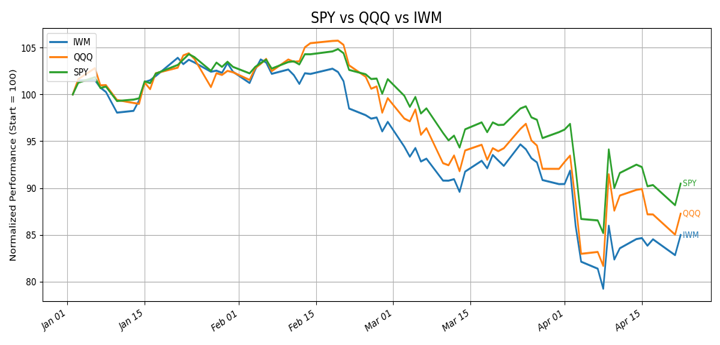 SPY vs QQQ vs IWM
Normalized Performance (Start = 100)
105
100
95
90
85
80
IWM
QQQ
SPY
SPY
QQQ
IWM
Jan 01
Jan 15
Feb 01
Feb 15
Mar 01
Mar 15
Apr 01
Apr 15